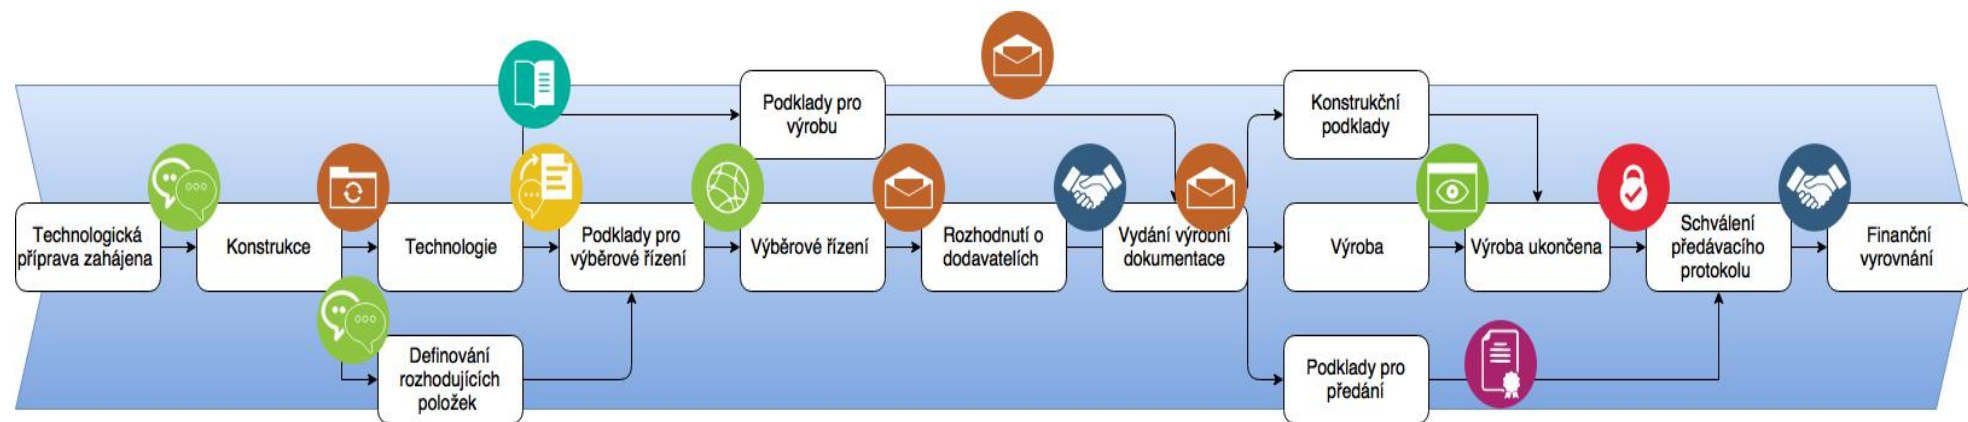 Podklady pro
výrobu
Konstrukční
podklady
Technologická
příprava zahájena
Konstrukce
Technologie
Podklady pro
výběrové řízení
Výběrové řízení
Rozhodnutí o
dodavatelích
Vydání výrobní
dokumentace
Výroba
Výroba ukončena
Schválení
předávacího
protokolu
Finanční
vyrovnání
Definování
rozhodujících
položek
Podklady pro
předání